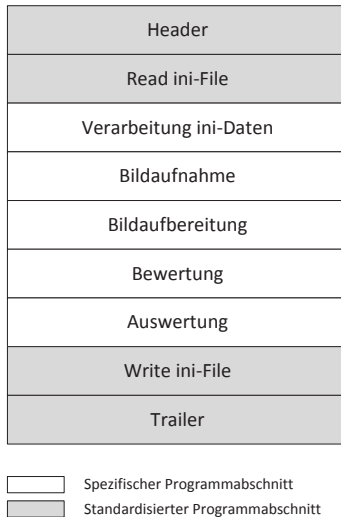 Header
Read ini-File
Verarbeitung ini-Daten
Bildaufnahme
Bildaufbereitung
Bewertung
Auswertung
Write ini-File
Trailer
Spezifischer Programmabschnitt
Standardisierter Programmabschnitt